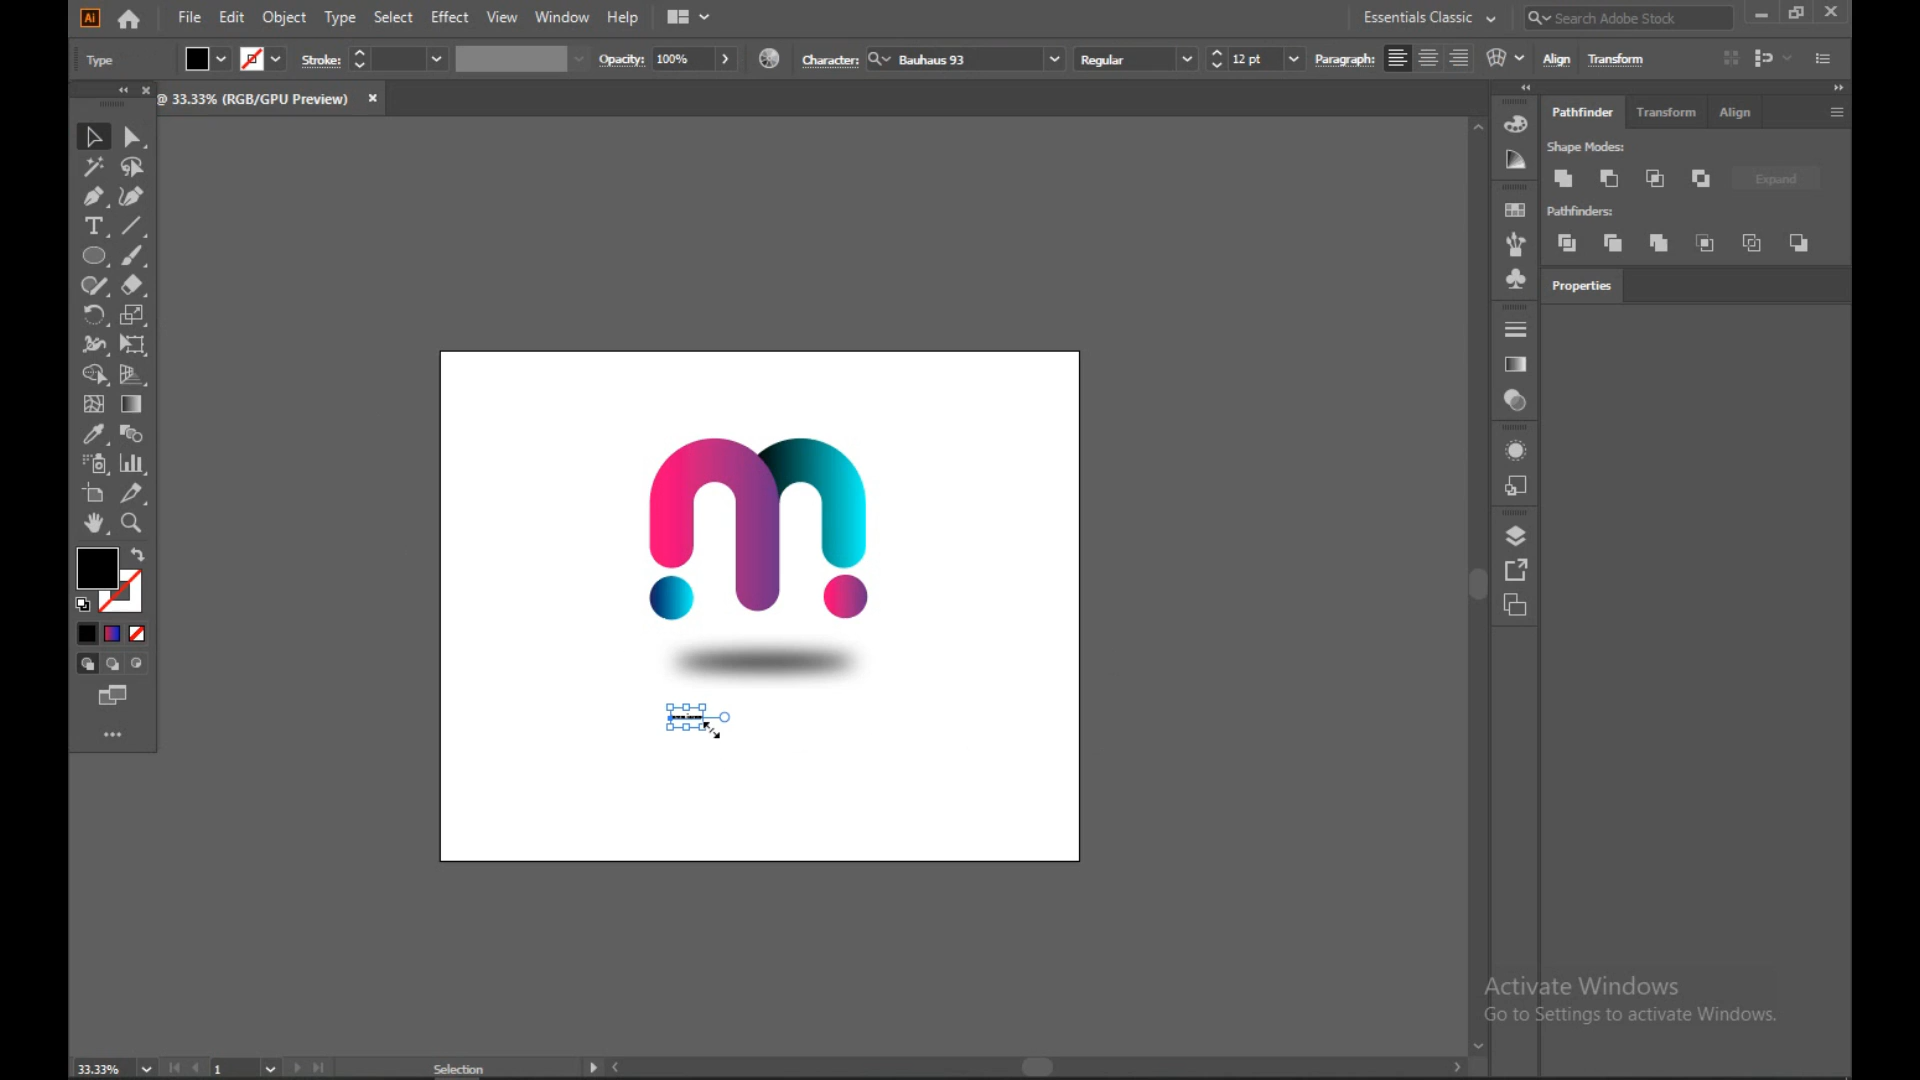 Ai File Edit Object Type Select Effect View Window Help Essentials Classic Search Adobe Stock
Type Stroke: Opacity: 100% Character: Bauhaus 93 Regular 12 pt Paragraph: Align Transform
@ 33.33% (RGB/GPU Preview)
Pathfinder Transform Align
Shape Modes:
Expand
Pathfinders:
Properties
Activate Windows
Go to Settings to activate Windows.
33.33% 1 Selection